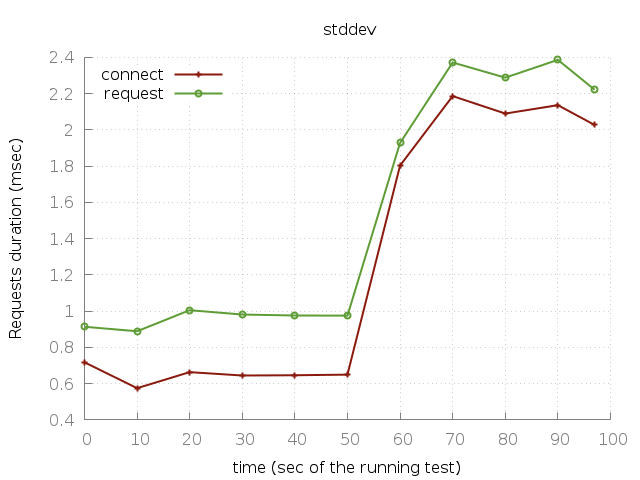 stddev
connect
request
Requests duration (msec)
2.4
2.2
2
1.8
1.6
1.4
1.2
1
0.8
0.6
0.4
0 10 20 30 40 50 60 70 80 90 100
time (sec of the running test)